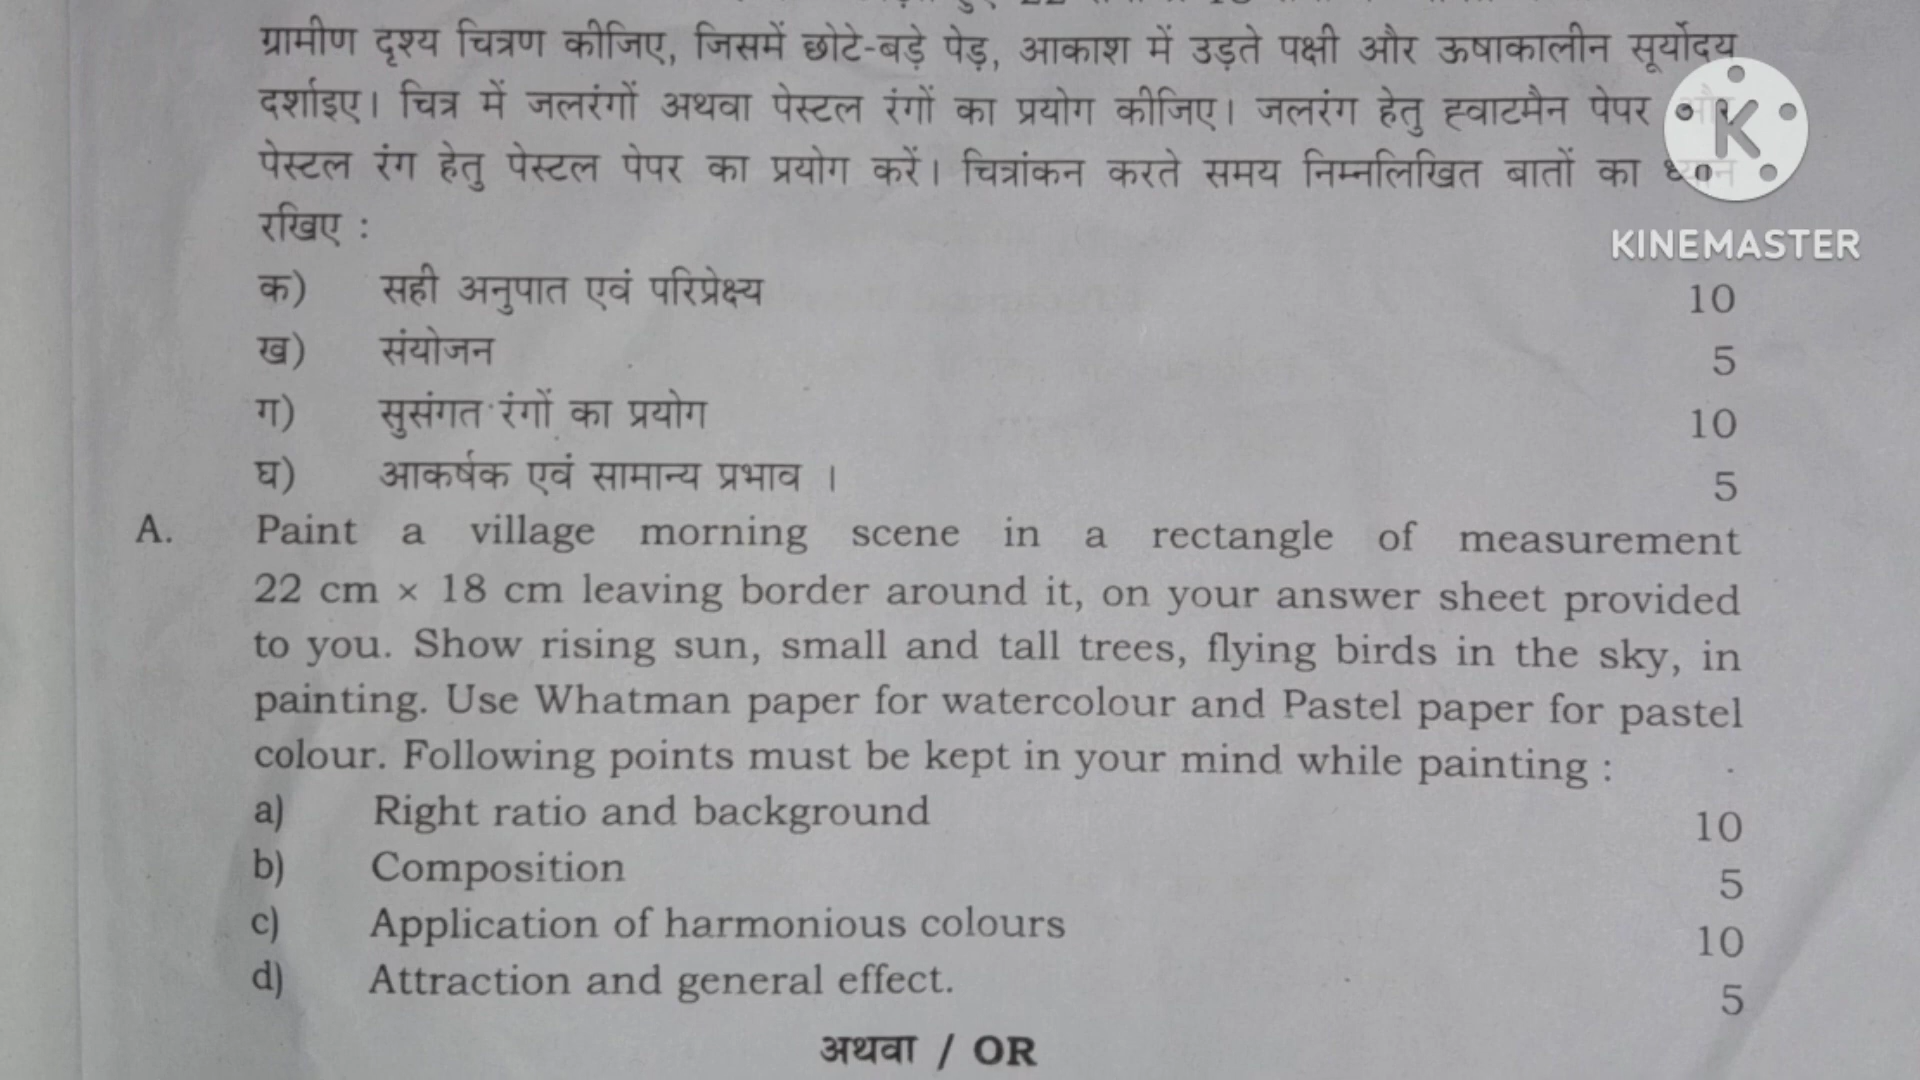 ग्रामीण दृश्य चित्रण कीजिए, जिसमें छोटे-बड़े पेड़, आकाश में उड़ते पक्षी और ऊषाकालीन सूर्योदय
दर्शाइए। चित्र में जलरंगों अथवा पेस्टल रंगों का प्रयोग कीजिए। जलरंग हेतु ह्वाटमैन पेपर और
पेस्टल रंग हेतु पेस्टल पेपर का प्रयोग करें। चित्रांकन करते समय निम्नलिखित बातों का ध्यान
रखिए :
K
KINEMASTER
क) सही अनुपात एवं परिप्रेक्ष्य 10
ख) संयोजन 5
ग) सुसंगत रंगों का प्रयोग 10
घ) आकर्षक एवं सामान्य प्रभाव । 5
A. Paint a village morning scene in a rectangle of measurement
22 cm × 18 cm leaving border around it, on your answer sheet provided
to you. Show rising sun, small and tall trees, flying birds in the sky, in
painting. Use Whatman paper for watercolour and Pastel paper for pastel
colour. Following points must be kept in your mind while painting :
a) Right ratio and background 10
b) Composition 5
c) Application of harmonious colours 10
d) Attraction and general effect. 5
अथवा / OR